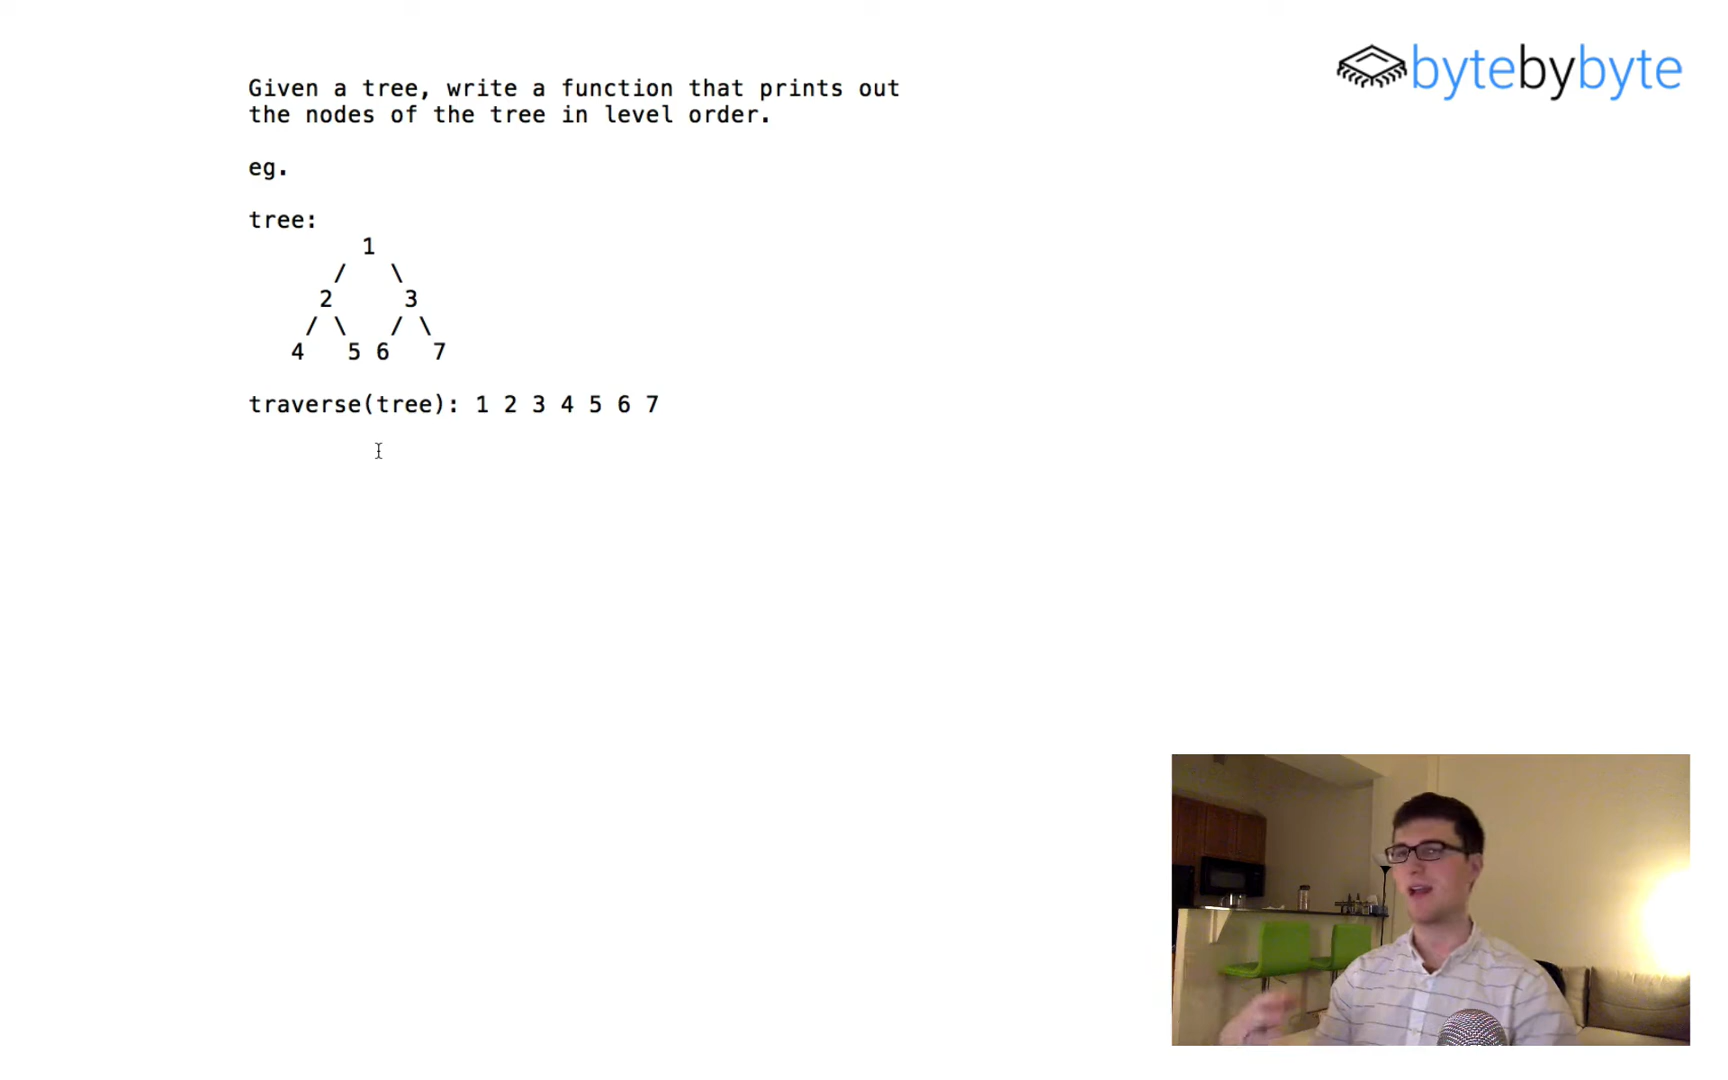 bytebybyte
Given a tree, write a function that prints out
the nodes of the tree in level order.
eg.
tree:
1
/ \
2 3
/ \ / \
4 5 6 7
traverse(tree): 1 2 3 4 5 6 7